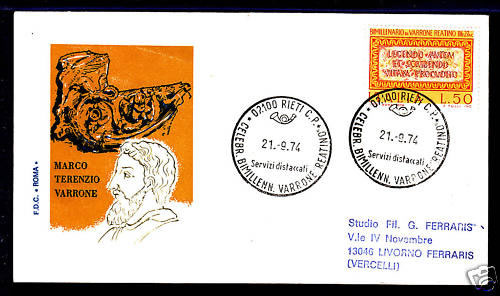 BIMILLENARIO DI VARRONE REATINO
LEGENDO
ET SCRIBENDO
VITAM PROCUDITO
L.50
MARCO
TERENZIO
VARRONE
F.D.C. ★ ROMA ★
02100 RIETI C.P.
21.-9.74
Servizi distaccati
CELEBR. BIMILLENN. VARRONE REATINO
02100 RIETI C.P.
21.-9.74
Servizi distaccati
CELEBR. BIMILLENN. VARRONE REATINO
Studio Fil. G. FERRARIS
V.le IV Novembre
13046 LIVORNO FERRARIS
(VERCELLI)